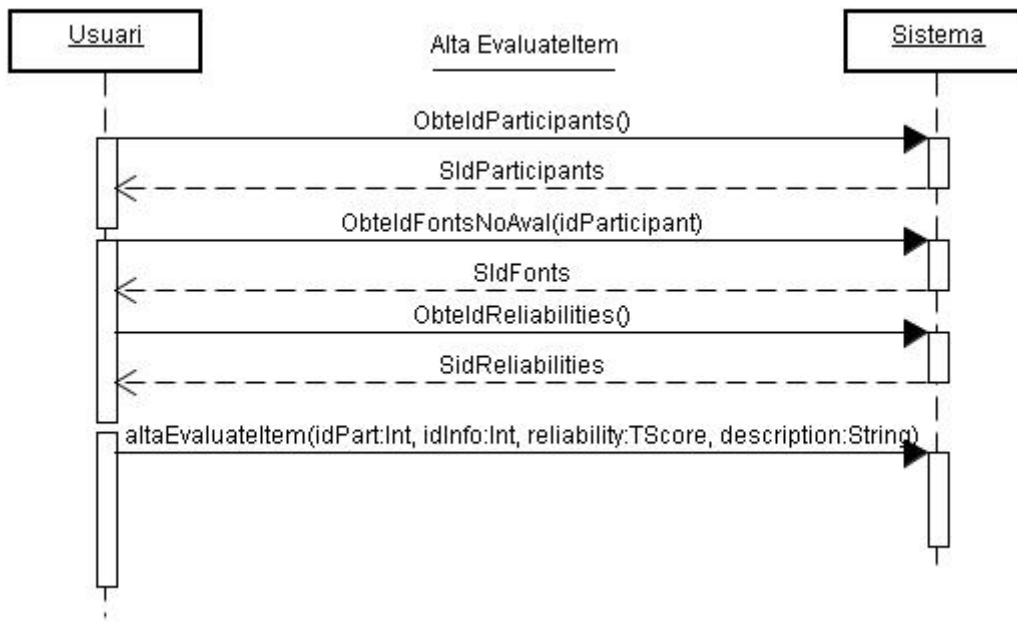 Usuari
Alta EvaluateItem
Sistema
ObteIdParticipants()
SIdParticipants
ObteIdFontsNoAval(idParticipant)
SIdFonts
ObteIdReliabilities()
SidReliabilities
altaEvaluateItem(idPart:Int, idInfo:Int, reliability:TScore, description:String)